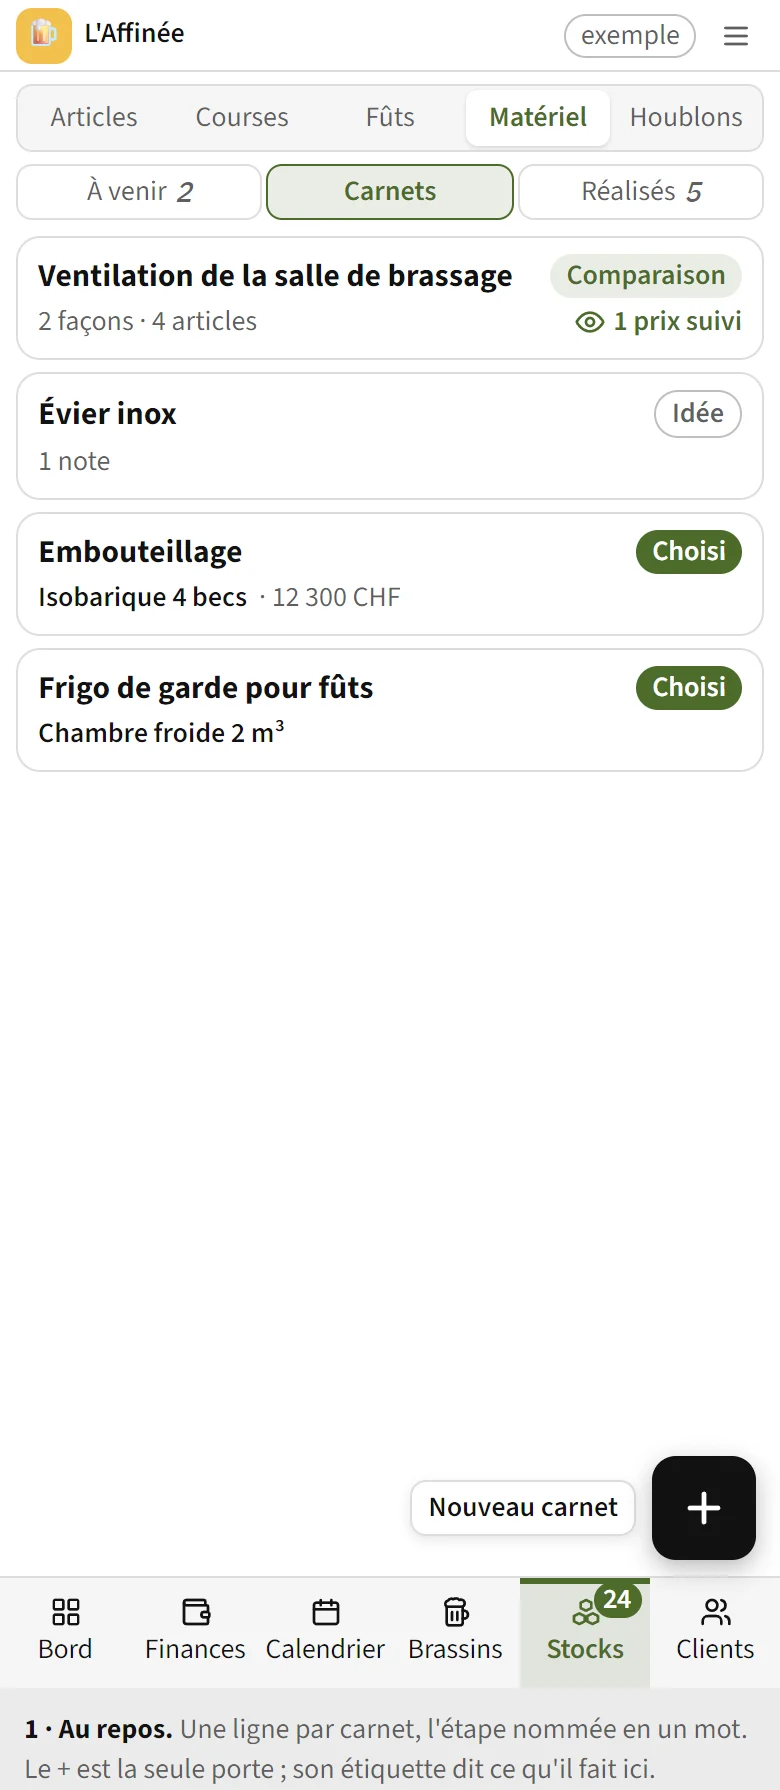 L'Affinée
exemple
Articles Courses Fûts Matériel Houblons
À venir 2 Carnets Réalisés 5
Ventilation de la salle de brassage Comparaison
2 façons · 4 articles 1 prix suivi
Évier inox Idée
1 note
Embouteillage Choisi
Isobarique 4 becs · 12 300 CHF
Frigo de garde pour fûts Choisi
Chambre froide 2 m³
Nouveau carnet
24
Bord Finances Calendrier Brassins Stocks Clients
1 · Au repos. Une ligne par carnet, l'étape nommée en un mot.
Le + est la seule porte ; son étiquette dit ce qu'il fait ici.